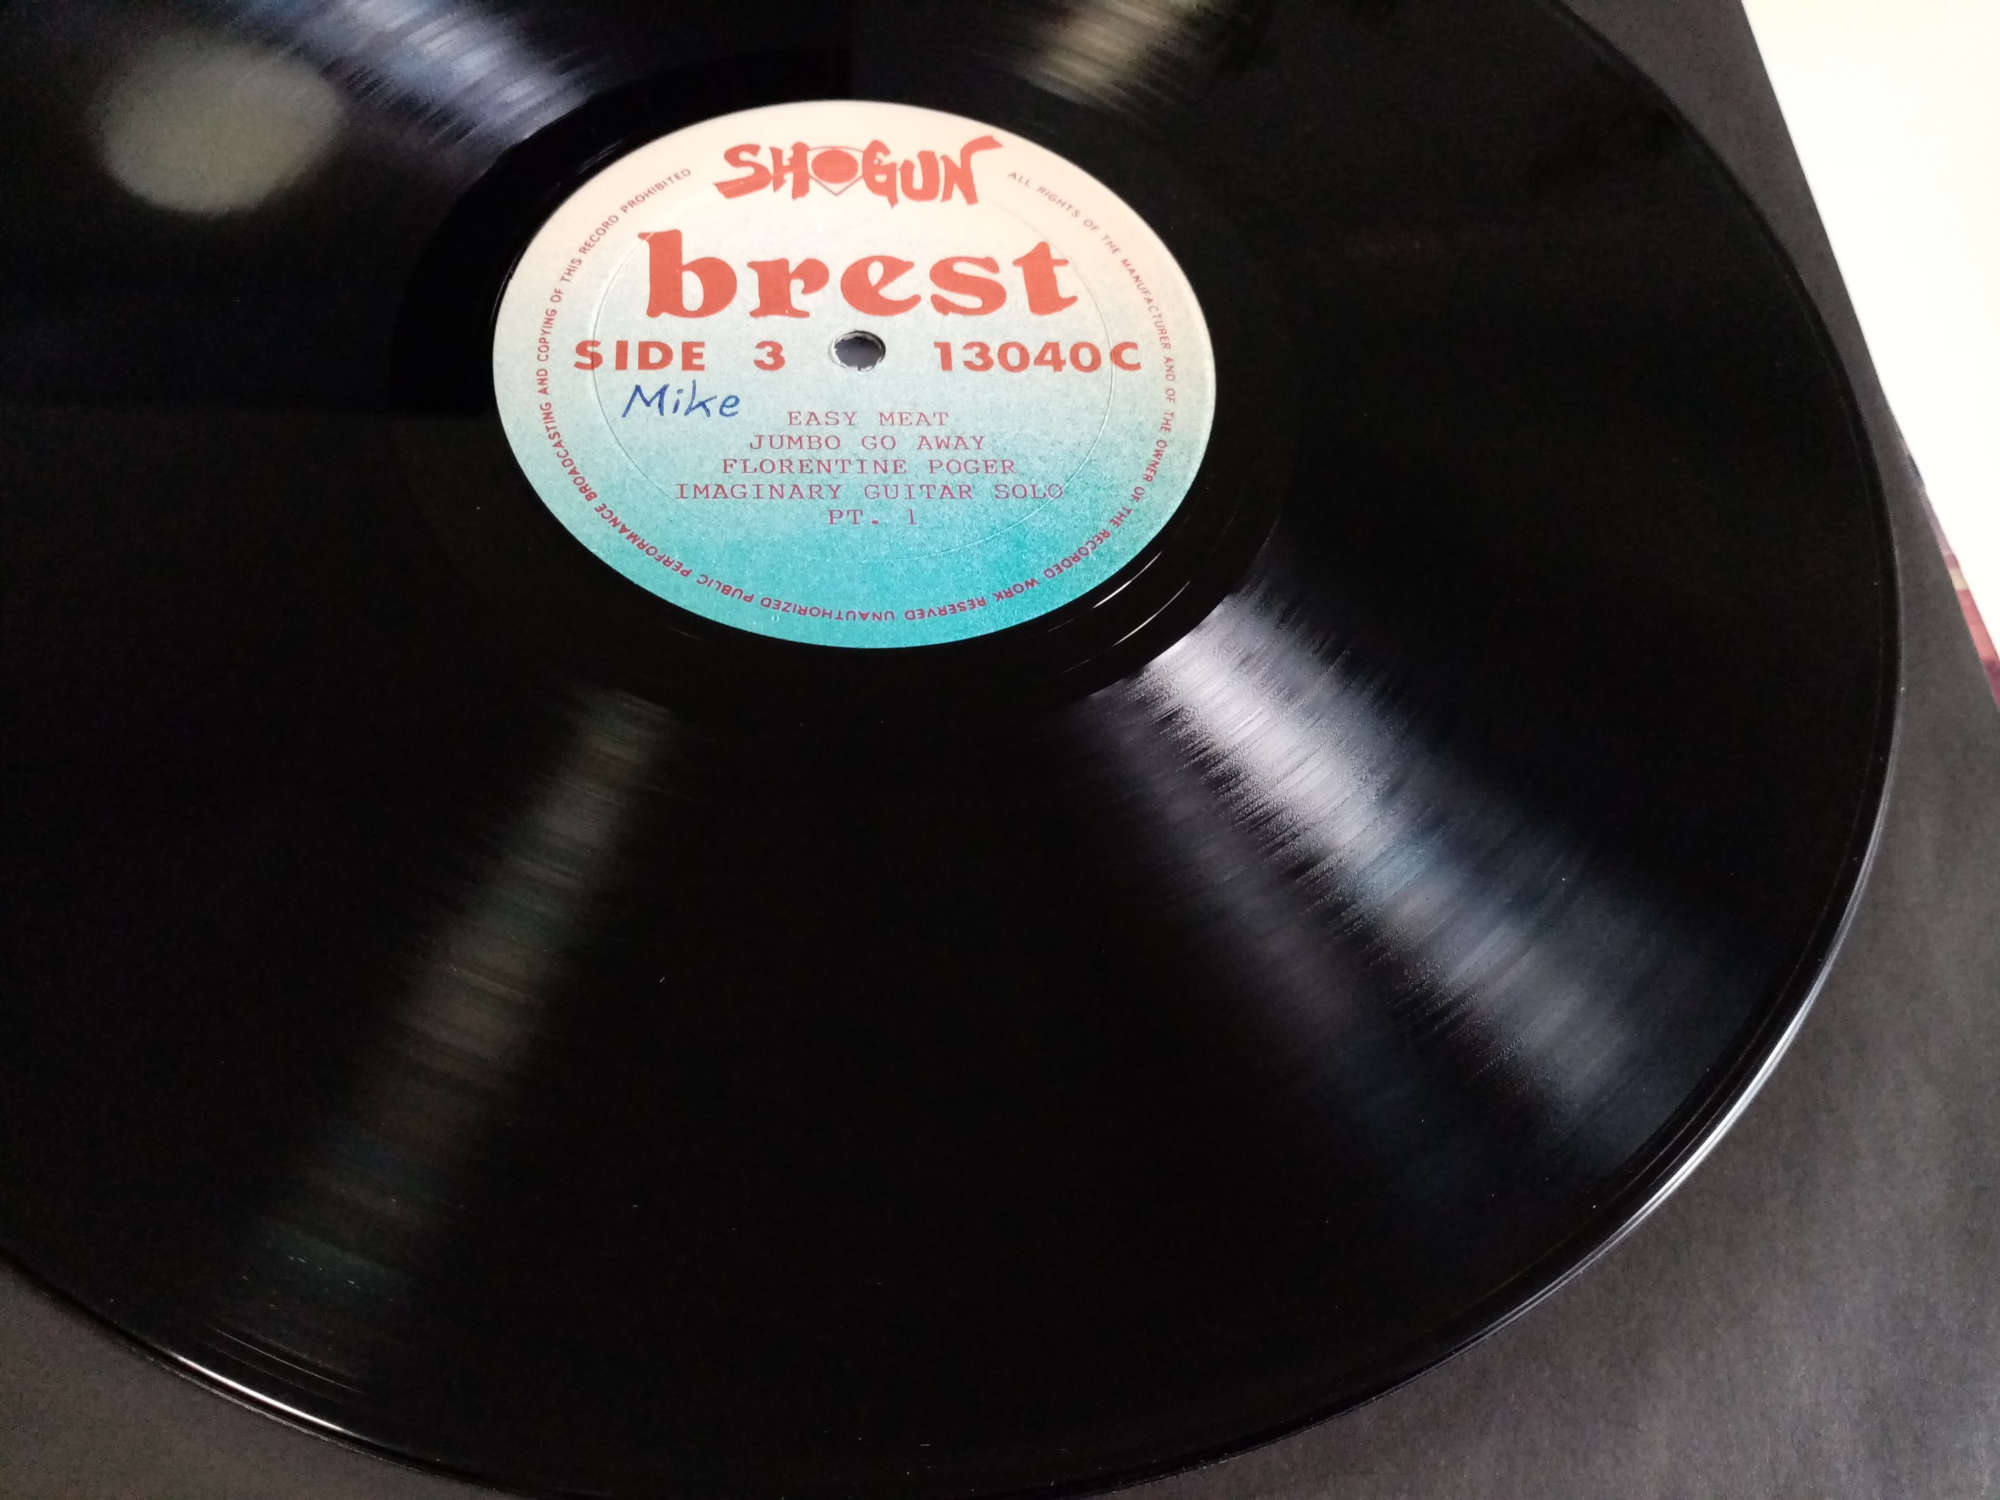 SHOGUN
brest
SIDE 3 13040C
Mike
EASY MEAT
JUMBO GO AWAY
FLORENTINE POGER
IMAGINARY GUITAR SOLO
PT. 1
ALL RIGHTS OF THE MANUFACTURER AND OF THE OWNER OF THE RECORDED WORK RESERVED UNAUTHORIZED PUBLIC PERFORMANCE BROADCASTING AND COPYING OF THIS RECORD PROHIBITED